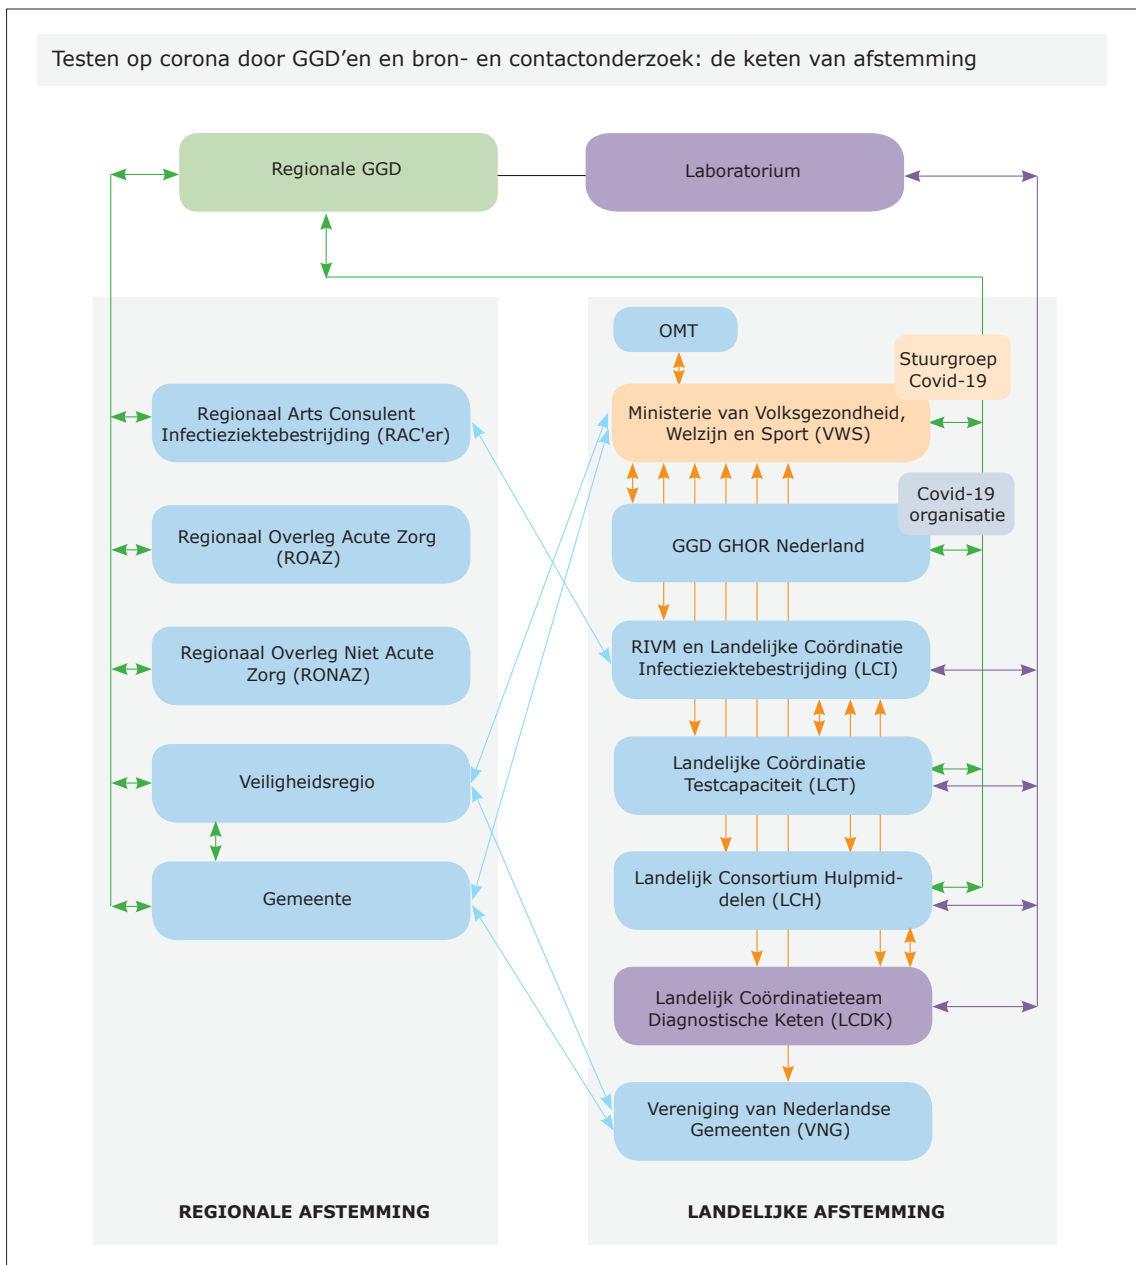 Testen op corona door GGD’en en bron- en contactonderzoek: de keten van afstemming
Regionale GGD
Laboratorium
OMT
Stuurgroep
Covid-19
Regionaal Arts Consulent
Infectieziektebestrijding (RAC'er)
Ministerie van Volksgezondheid,
Welzijn en Sport (VWS)
Covid-19
organisatie
Regionaal Overleg Acute Zorg
(ROAZ)
GGD GHOR Nederland
Regionaal Overleg Niet Acute
Zorg (RONAZ)
RIVM en Landelijke Coördinatie
Infectieziektebestrijding (LCI)
Veiligheidsregio
Landelijke Coördinatie
Testcapaciteit (LCT)
Gemeente
Landelijk Consortium Hulpmid-
delen (LCH)
Landelijk Coördinatieteam
Diagnostische Keten (LCDK)
Vereniging van Nederlandse
Gemeenten (VNG)
REGIONALE AFSTEMMING
LANDELIJKE AFSTEMMING